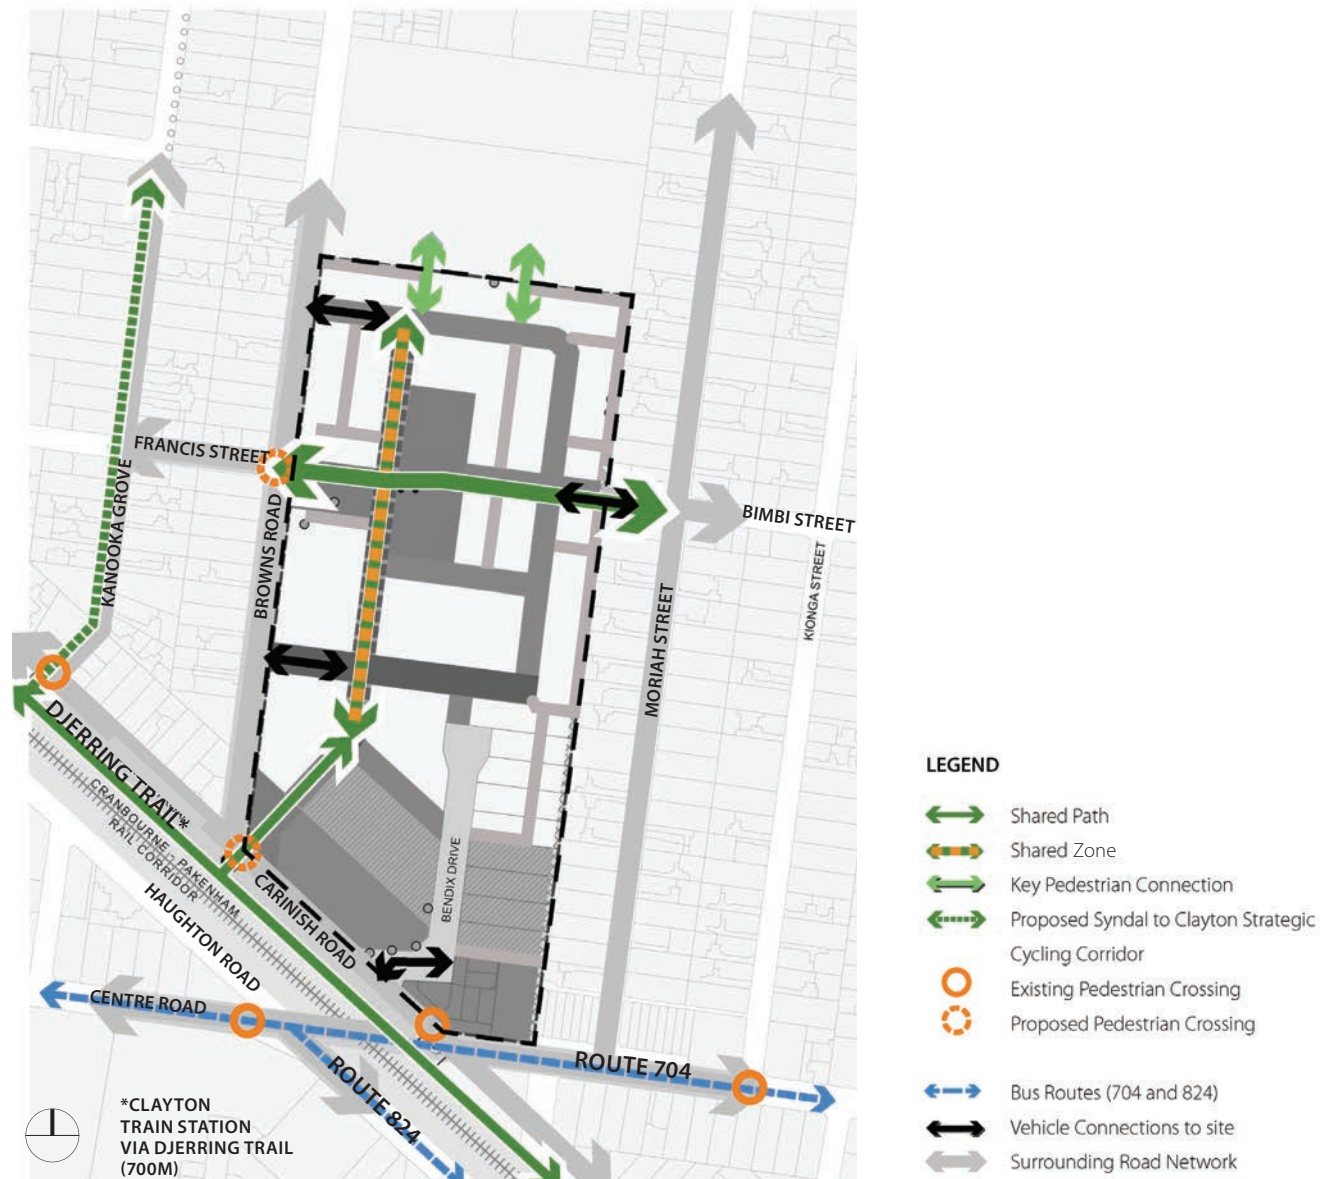 FRANCIS STREET
KANOOKA GROVE
BROWNS ROAD
BIMBI STREET
KIONGA STREET
MORIAH STREET
DJERRING TRAIL*
CRANBOURNE - PAKENHAM
RAIL CORRIDOR
HAUGHTON ROAD
CARINISH ROAD
BENDIX DRIVE
CENTRE ROAD
ROUTE 704
ROUTE 824
*CLAYTON
TRAIN STATION
VIA DJERRING TRAIL
(700M)
LEGEND
Shared Path
Shared Zone
Key Pedestrian Connection
Proposed Syndal to Clayton Strategic
Cycling Corridor
Existing Pedestrian Crossing
Proposed Pedestrian Crossing
Bus Routes (704 and 824)
Vehicle Connections to site
Surrounding Road Network